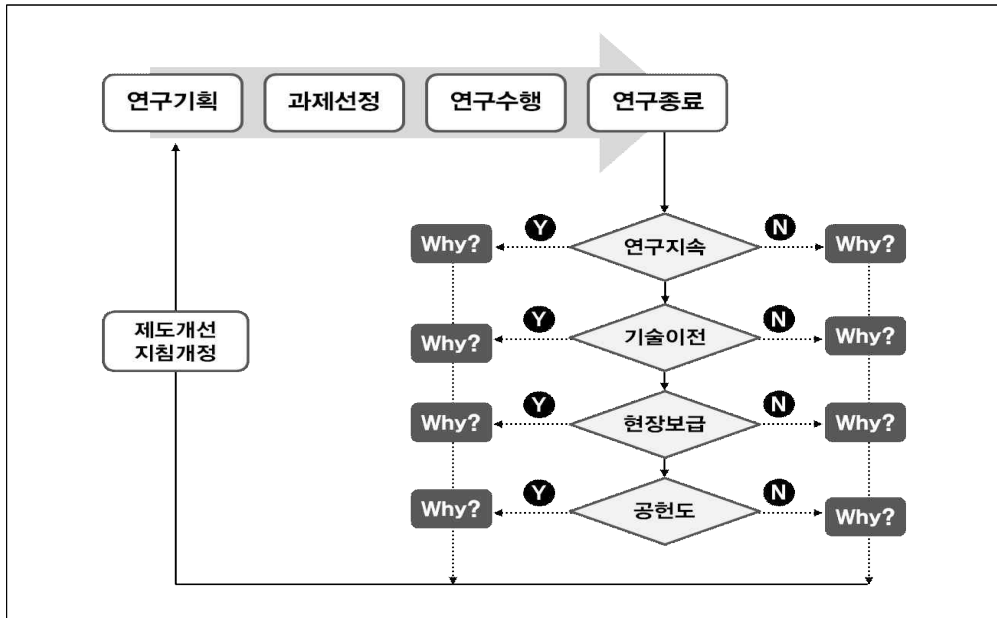 연구기획
과제선정
연구수행
연구종료
Y
N
Why?
연구지속
Why?
제도개선
지침개정
Y
N
Why?
기술이전
Why?
Y
N
Why?
현장보급
Why?
Y
N
Why?
공헌도
Why?